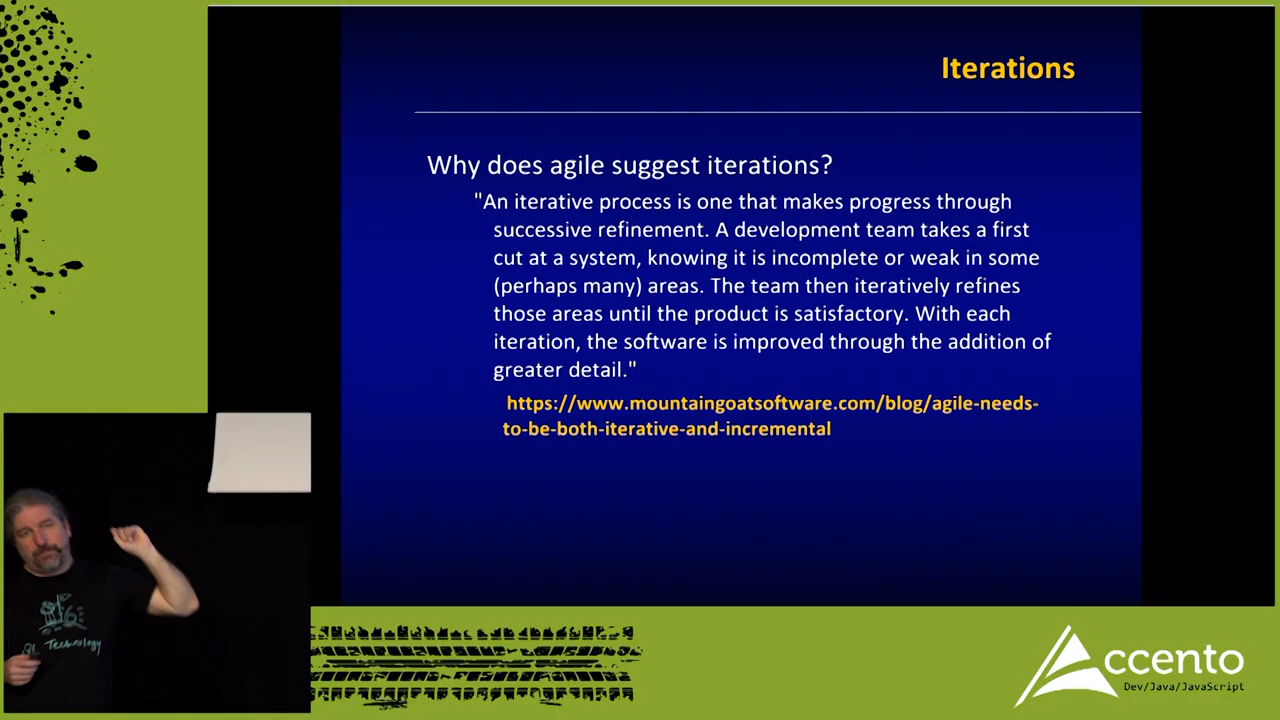 Iterations
Why does agile suggest iterations?
"An iterative process is one that makes progress through
successive refinement. A development team takes a first
cut at a system, knowing it is incomplete or weak in some
(perhaps many) areas. The team then iteratively refines
those areas until the product is satisfactory. With each
iteration, the software is improved through the addition of
greater detail."
https://www.mountaingoatsoftware.com/blog/agile-needs-
to-be-both-iterative-and-incremental
Technology
Accento
Dev/Java/JavaScript